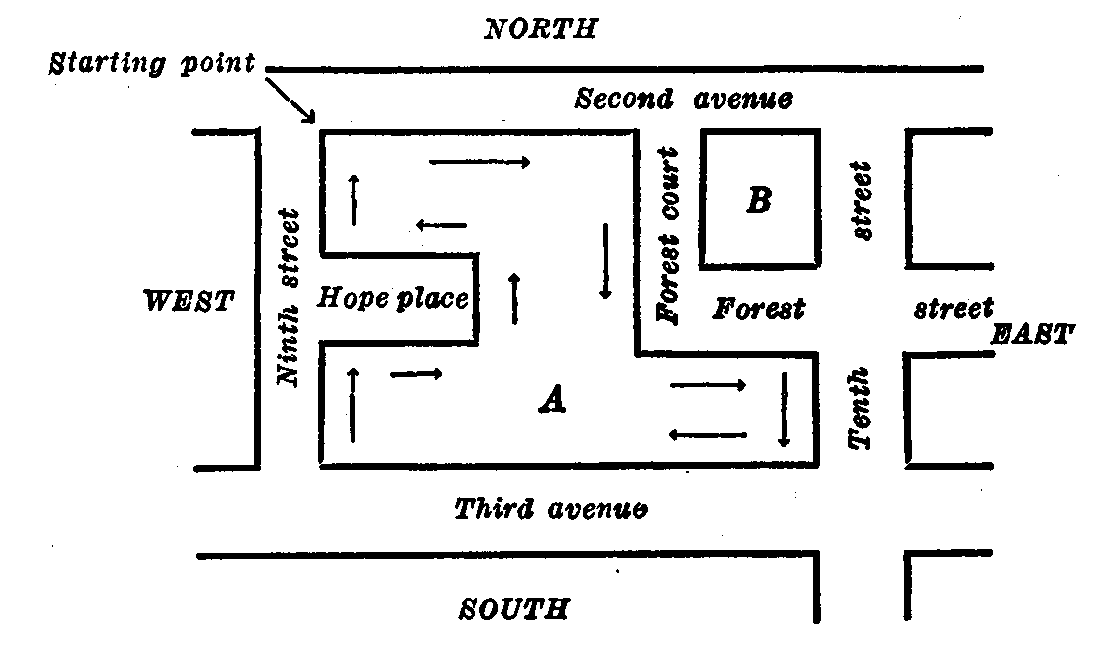 NORTH
Starting point
Second avenue
Forest court
B
street
Ninth street
WEST
Hope place
Forest
street
EAST
A
Tenth
Third avenue
SOUTH